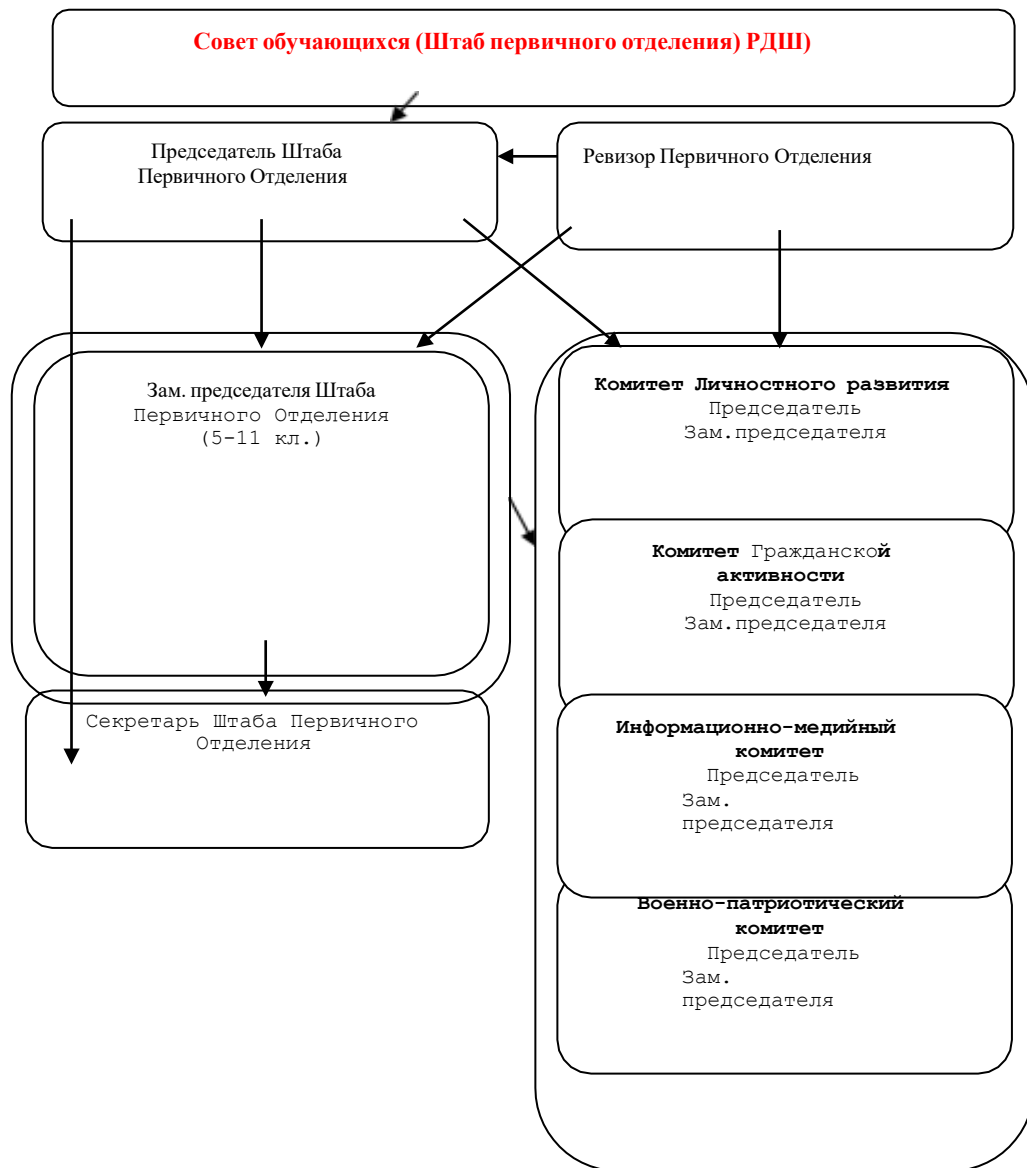 Совет обучающихся (Штаб первичного отделения) РДШ)
Председатель Штаба
Первичного Отделения
Ревизор Первичного Отделения
Зам. председателя Штаба
Первичного Отделения
(5-11 кл.)
Секретарь Штаба Первичного
Отделения
Комитет Личностного развития
Председатель
Зам.председателя
Комитет Гражданской
активности
Председатель
Зам.председателя
Информационно-медийный
комитет
Председатель
Зам.
председателя
Военно-патриотический
комитет
Председатель
Зам.
председателя